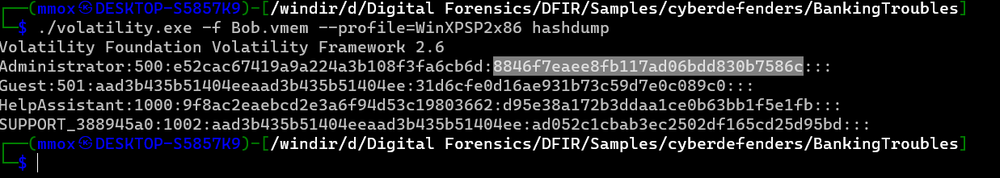 ┌──(mmox㉿DESKTOP-S5857K9)-[/windir/d/Digital Forensics/DFIR/Samples/cyberdefenders/BankingTroubles]
└─$ ./volatility.exe -f Bob.vmem --profile=WinXPSP2x86 hashdump
Volatility Foundation Volatility Framework 2.6
Administrator:500:e52cac67419a9a224a3b108f3fa6cb6d:8846f7eaee8fb117ad06bdd830b7586c:::
Guest:501:aad3b435b51404eeaad3b435b51404ee:31d6cfe0d16ae931b73c59d7e0c089c0:::
HelpAssistant:1000:9f8ac2eaebcd2e3a6f94d53c19803662:d95e38a172b3ddaa1ce0b63bb1f5e1fb:::
SUPPORT_388945a0:1002:aad3b435b51404eeaad3b435b51404ee:ad052c1cbab3ec2502df165cd25d95bd:::
┌──(mmox㉿DESKTOP-S5857K9)-[/windir/d/Digital Forensics/DFIR/Samples/cyberdefenders/BankingTroubles]
└─$